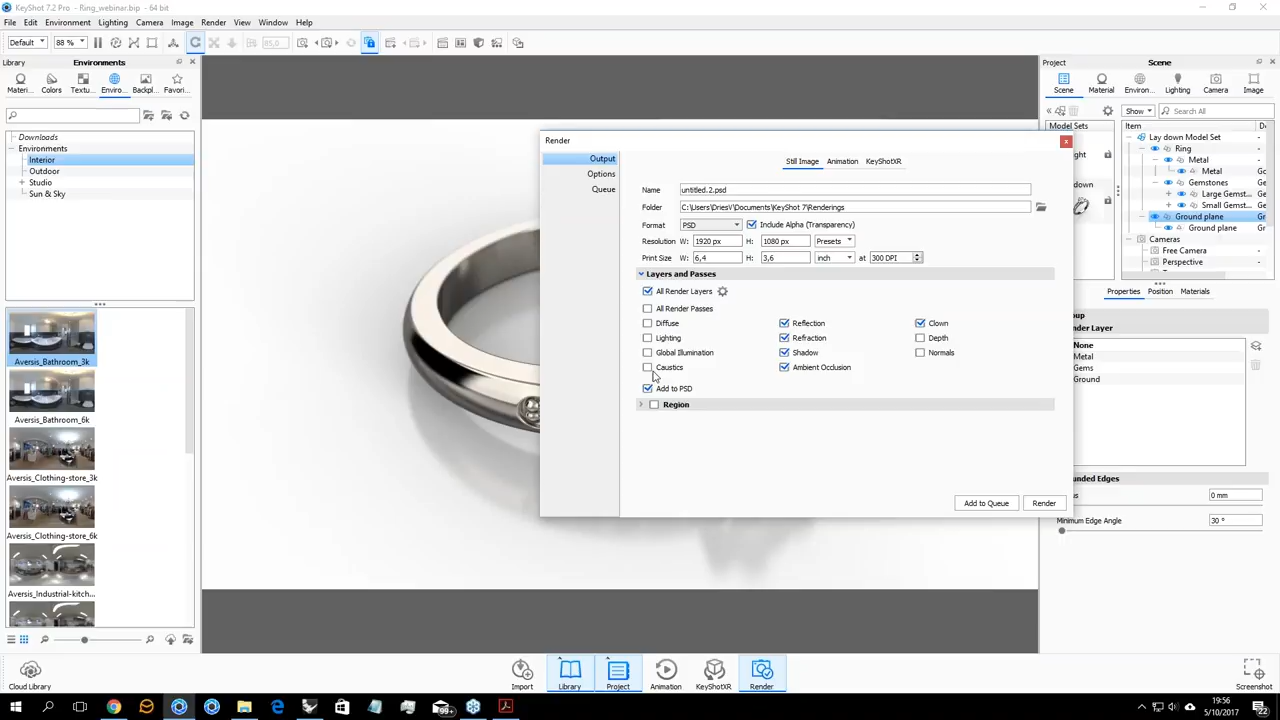 KeyShot 7.2 Pro - Ring_webinar.bip - 64 bit
File Edit Environment Lighting Camera Image Render View Window Help
Default 88 % 85,0
Library Environments
Materi... Colors Textu... Enviro... Backpl... Favori...
Downloads
Environments
Interior
Outdoor
Studio
Sun & Sky
Aversis_Bathroom_3k
Aversis_Bathroom_6k
Aversis_Clothing-store_3k
Aversis_Clothing-store_6k
Aversis_Industrial-kitch...
Render
Output
Options
Queue
Still Image Animation KeyShotXR
Name untitled.2.psd
Folder C:\Users\DriesV\Documents\KeyShot 7\Renderings
Format PSD Include Alpha (Transparency)
Resolution W: 1920 px H: 1080 px Presets
Print Size W: 6,4 H: 3,6 inch at 300 DPI
Layers and Passes
All Render Layers
All Render Passes
Diffuse Reflection Clown
Lighting Refraction Depth
Global Illumination Shadow Normals
Caustics Ambient Occlusion
Add to PSD
Region
Add to Queue Render
Project Scene
Scene Material Environ... Lighting Camera Image
Show Search All
Model Sets Item
Lay down Model Set
Ring
Metal
Metal
Gemstones
Large Gemst...
Small Gemst...
Ground plane
Ground plane
Cameras
Free Camera
Perspective
Properties Position Materials
None
Metal
Gems
Ground
0 mm
Minimum Edge Angle 30 °
Cloud Library Import Library Project Animation KeyShotXR Render Screenshot
99+
19:56
5/10/2017
22